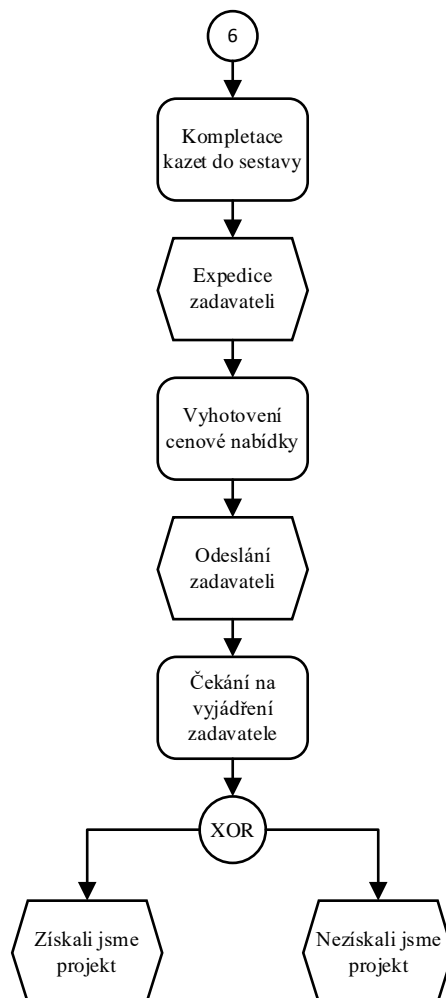 6
Kompletace
kazet do sestavy
Expedice
zadavateli
Vyhotovení
cenové nabídky
Odeslání
zadavateli
Čekání na
vyjádření
zadavatele
XOR
Získali jsme
projekt
Nezískali jsme
projekt